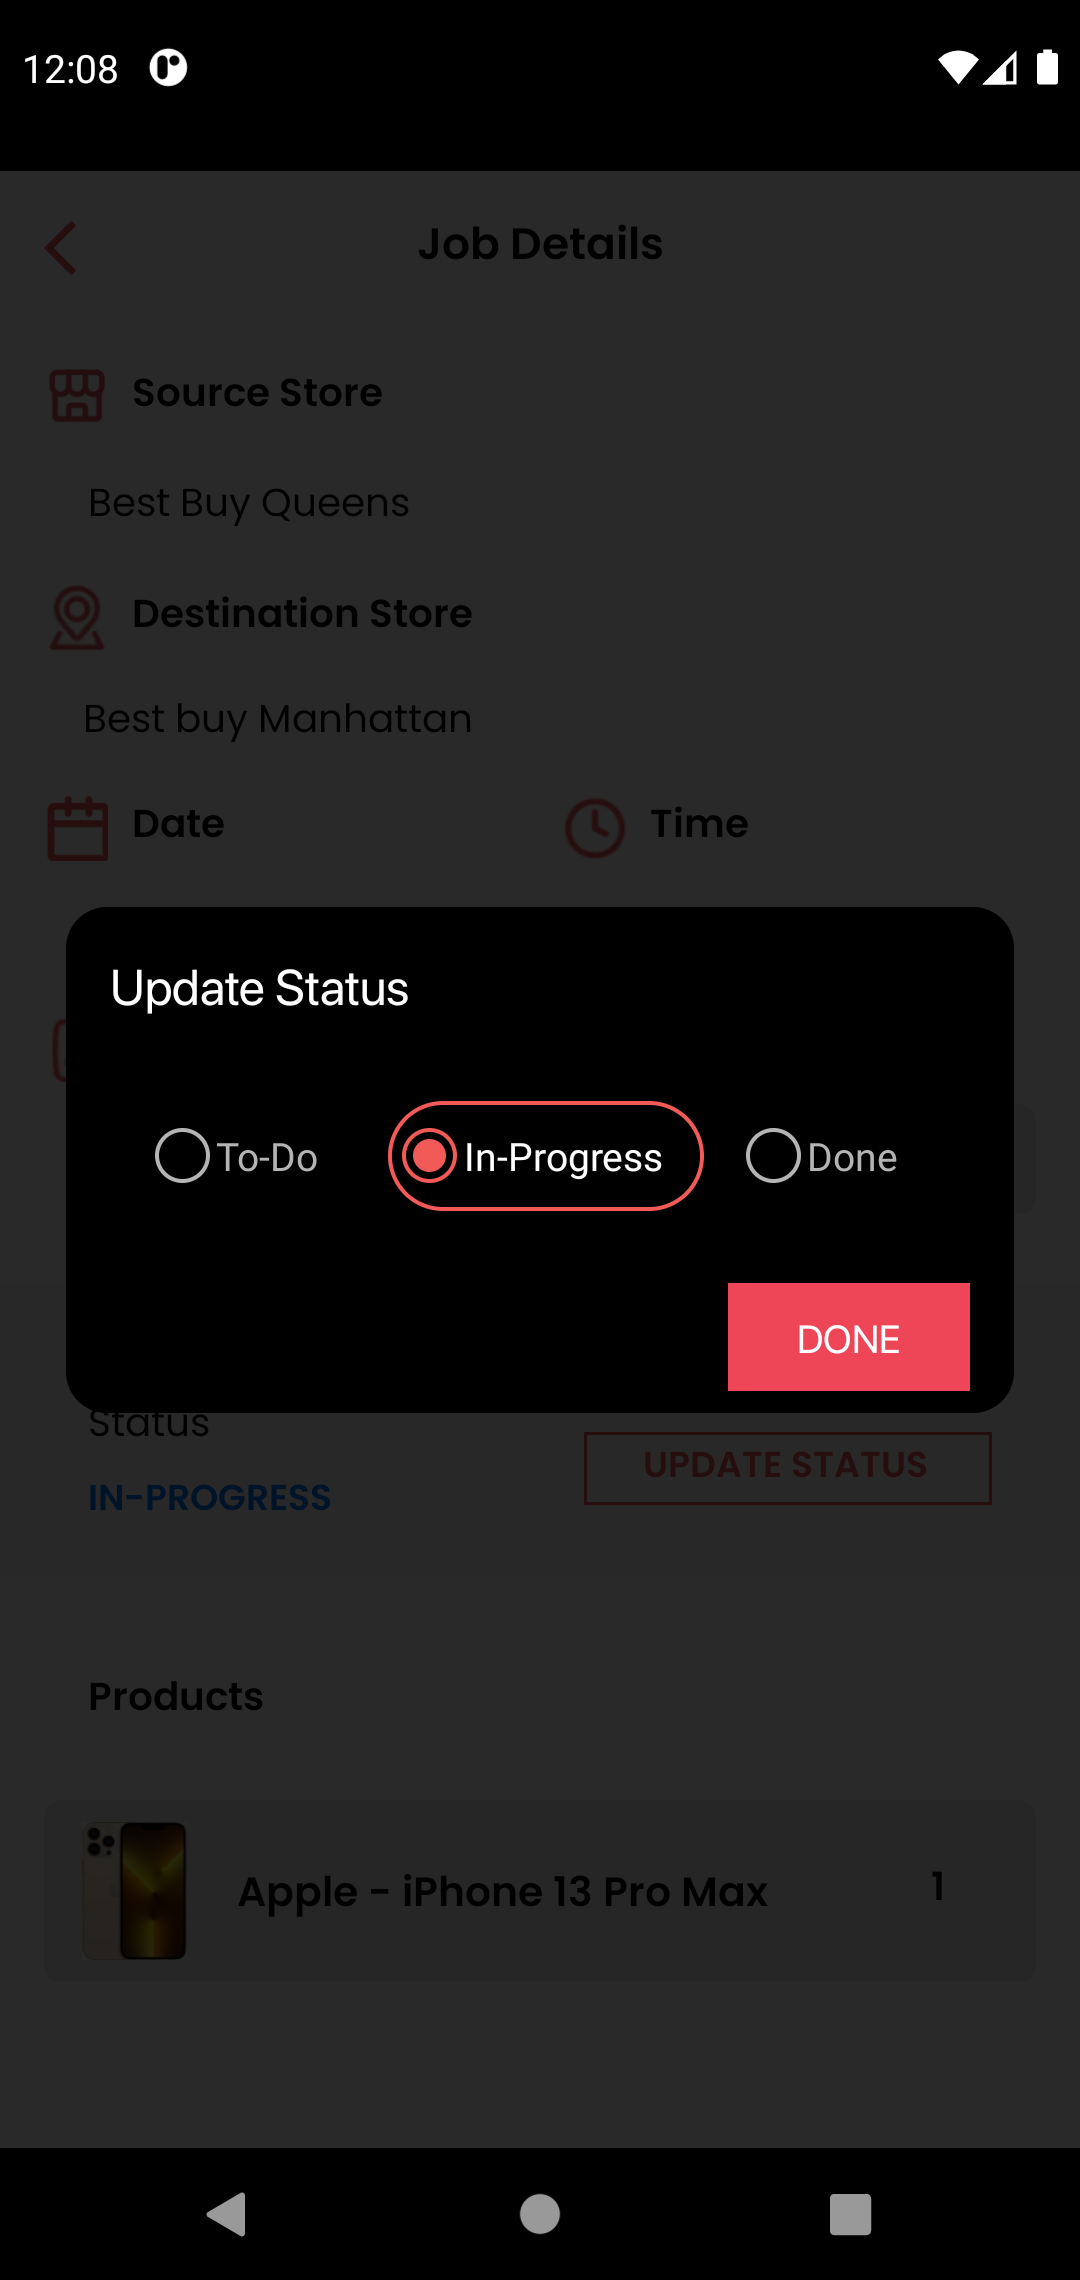 12:08
Job Details
Source Store
Best Buy Queens
Destination Store
Best buy Manhattan
Date Time
Update Status
To-Do In-Progress Done
DONE
Status
UPDATE STATUS
IN-PROGRESS
Products
Apple - iPhone 13 Pro Max 1